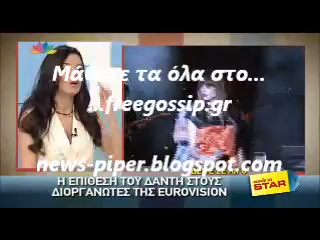 Μάθετε τα όλα στο...
...freegossip.gr
news-piper.blogspot.com
Η ΕΠΙΘΕΣΗ ΤΟΥ ΔΑΝΤΗ ΣΤΟΥΣ
ΔΙΟΡΓΑΝΩΤΕΣ ΤΗΣ EUROVISION
STAR